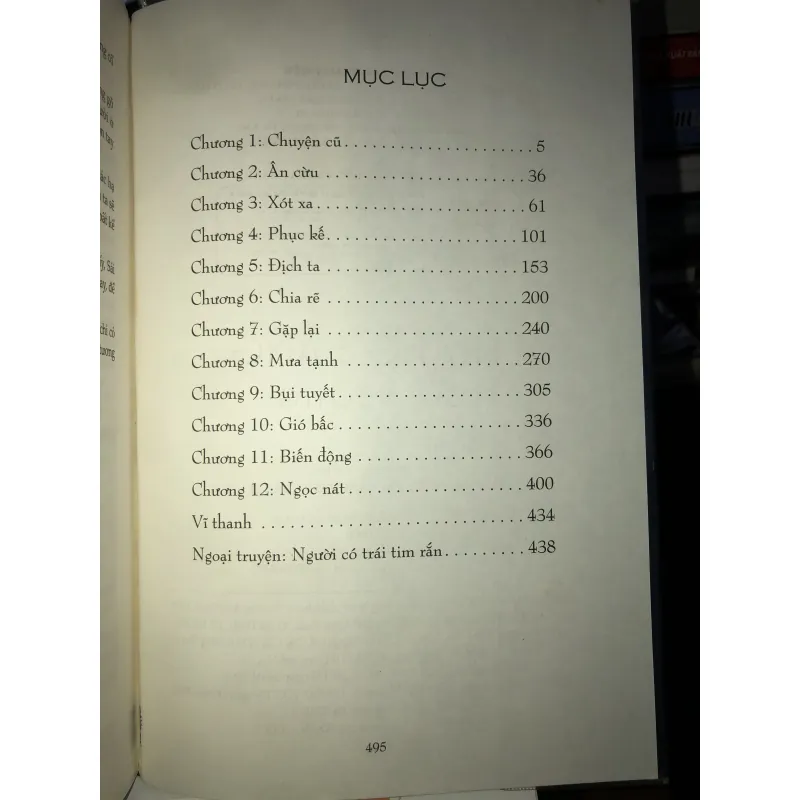 MỤC LỤC
Chương 1: Chuyện cũ.......................5
Chương 2: Ân cừu .........................36
Chương 3: Xót xa.........................61
Chương 4: Phục kế.......................101
Chương 5: Địch ta .......................153
Chương 6: Chia rẽ .......................200
Chương 7: Gặp lại .......................240
Chương 8: Mưa tạnh .....................270
Chương 9: Bụi tuyết......................305
Chương 10: Gió bấc......................336
Chương 11: Biến động ...................366
Chương 12: Ngọc nát.....................400
Vĩ thanh ...............................434
Ngoại truyện: Người có trái tim rắn.........438
495